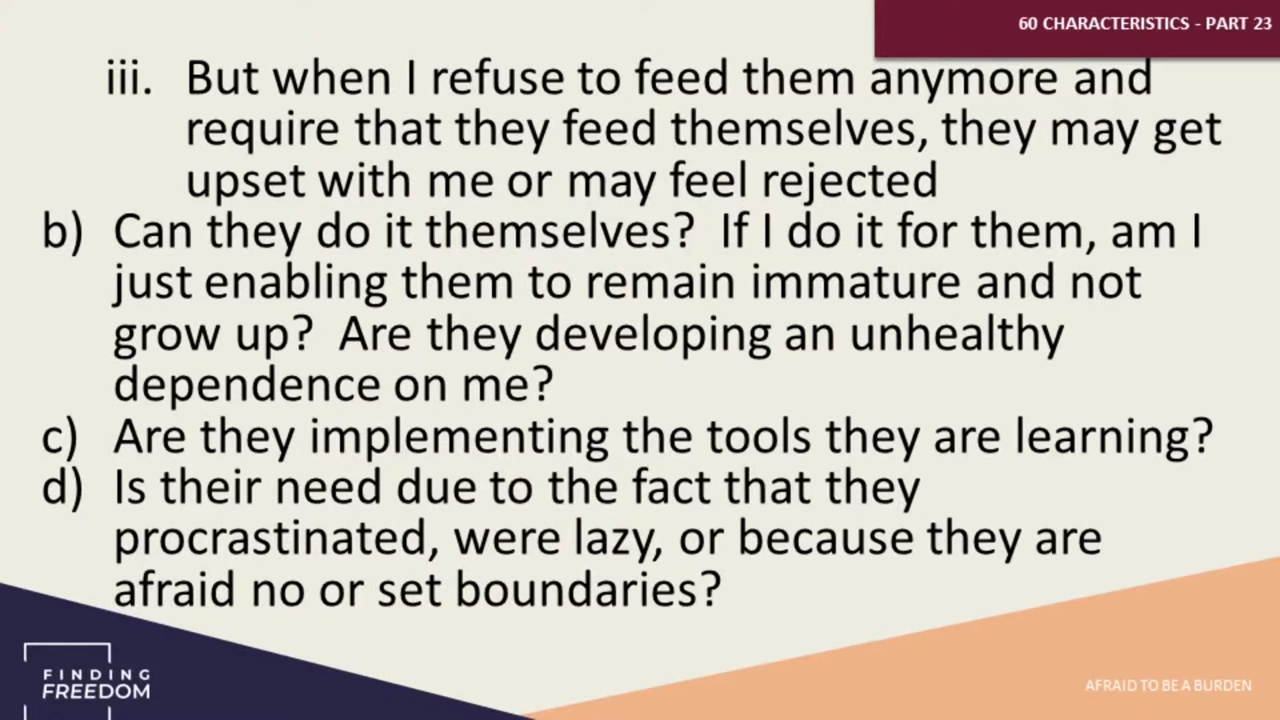 60 CHARACTERISTICS - PART 23
iii. But when I refuse to feed them anymore and
require that they feed themselves, they may get
upset with me or may feel rejected
b) Can they do it themselves? If I do it for them, am I
just enabling them to remain immature and not
grow up? Are they developing an unhealthy
dependence on me?
c) Are they implementing the tools they are learning?
d) Is their need due to the fact that they
procrastinated, were lazy, or because they are
afraid no or set boundaries?
FINDING
FREEDOM
AFRAID TO BE A BURDEN